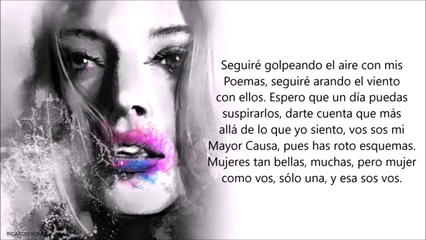 Seguiré golpeando el aire con mis
Poemas, seguiré arando el viento
con ellos. Espero que un día puedas
suspirarlos, darte cuenta que más
allá de lo que yo siento, vos sos mi
Mayor Causa, pues has roto esquemas.
Mujeres tan bellas, muchas, pero mujer
como vos, sólo una, y esa sos vos.
RICARDO